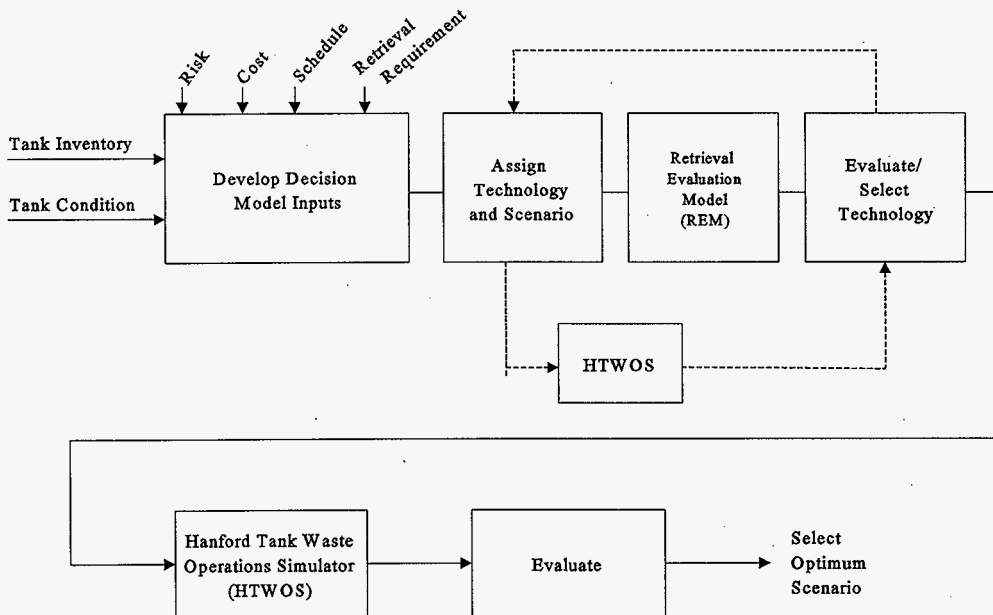 Risk
Cost
Schedule
Retrieval
Requirement
Tank Inventory
Tank Condition
Develop Decision
Model Inputs
Assign
Technology
and Scenario
Retrieval
Evaluation
Model
(REM)
Evaluate/
Select
Technology
HTWOS
Hanford Tank Waste
Operations Simulator
(HTWOS)
Evaluate
Select
Optimum
Scenario